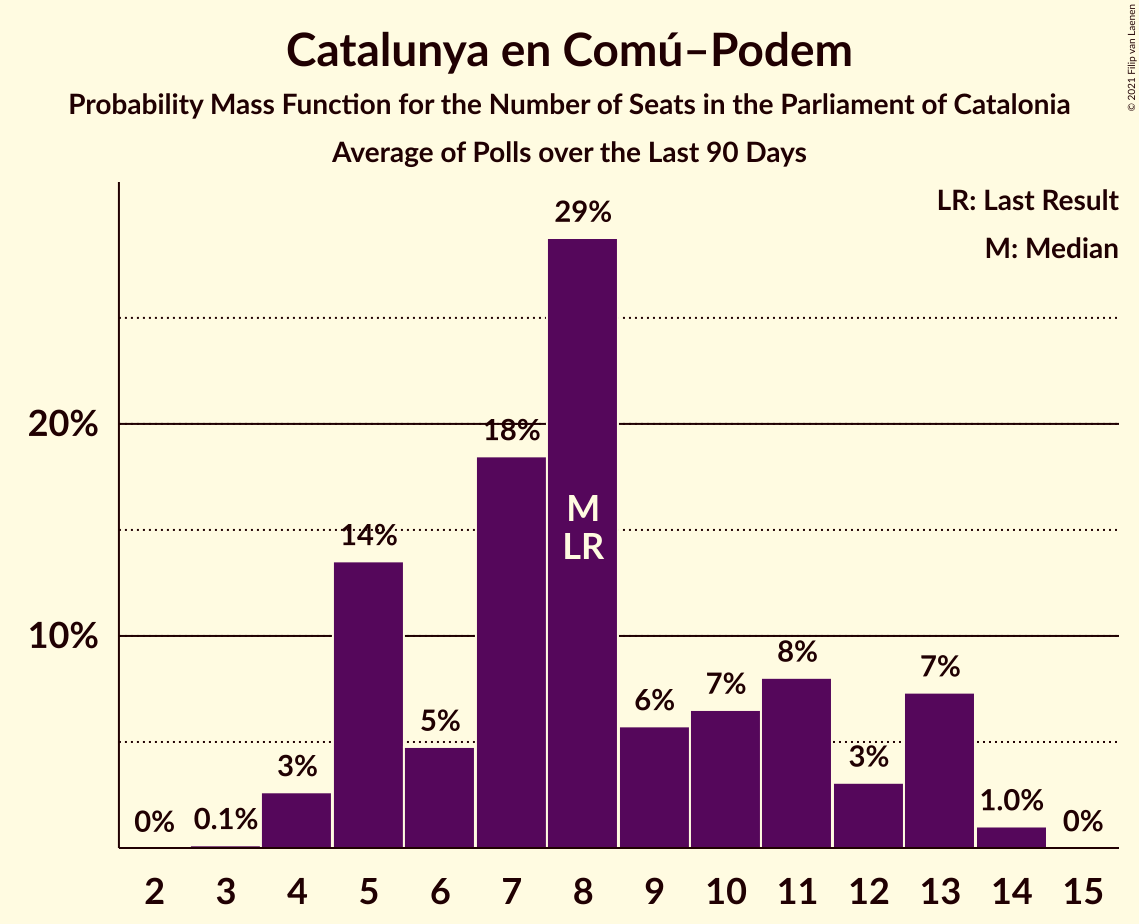 Catalunya en Comú–Podem
Probability Mass Function for the Number of Seats in the Parliament of Catalonia
Average of Polls over the Last 90 Days
© 2021 Filip van Laenen
LR: Last Result
M: Median
20%
10%
0%
0.1%
3%
14%
5%
18%
29%
M
LR
6%
7%
8%
3%
7%
1.0%
0%
2 3 4 5 6 7 8 9 10 11 12 13 14 15